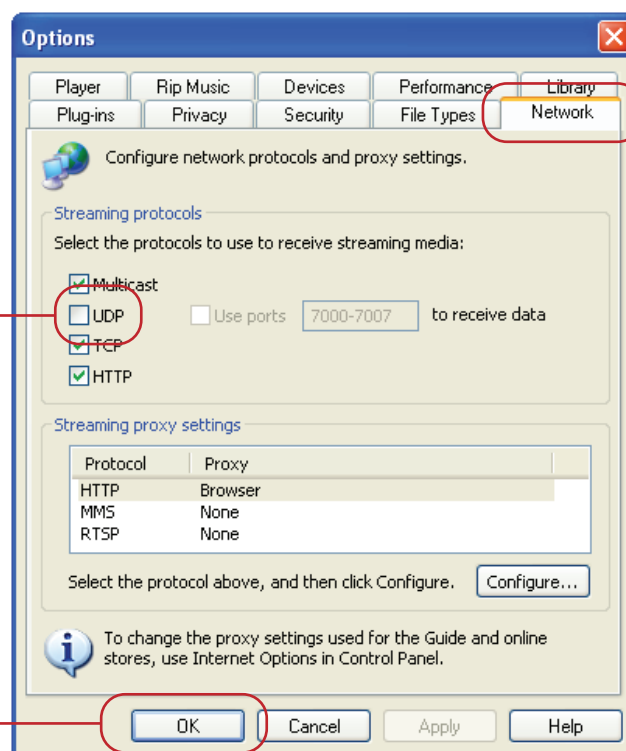 Options
Player Rip Music Devices Performance Library
Plug-ins Privacy Security File Types Network
Configure network protocols and proxy settings.
Streaming protocols
Select the protocols to use to receive streaming media:
Multicast
UDP Use ports 7000-7007 to receive data
TCP
HTTP
Streaming proxy settings
Protocol Proxy
HTTP Browser
MMS None
RTSP None
Select the protocol above, and then click Configure. Configure...
To change the proxy settings used for the Guide and online
stores, use Internet Options in Control Panel.
OK Cancel Apply Help